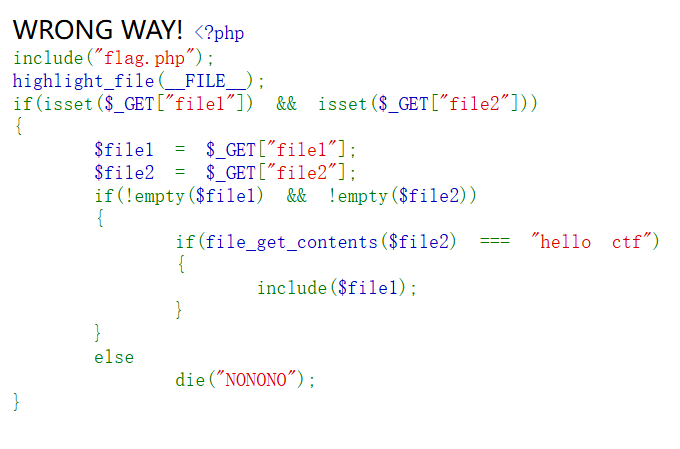 WRONG WAY! <?php
include("flag.php");
highlight_file(__FILE__);
if(isset($_GET["file1"]) && isset($_GET["file2"]))
{
$file1 = $_GET["file1"];
$file2 = $_GET["file2"];
if(!empty($file1) && !empty($file2))
{
if(file_get_contents($file2) === "hello ctf")
{
include($file1);
}
}
else
die("NONONO");
}